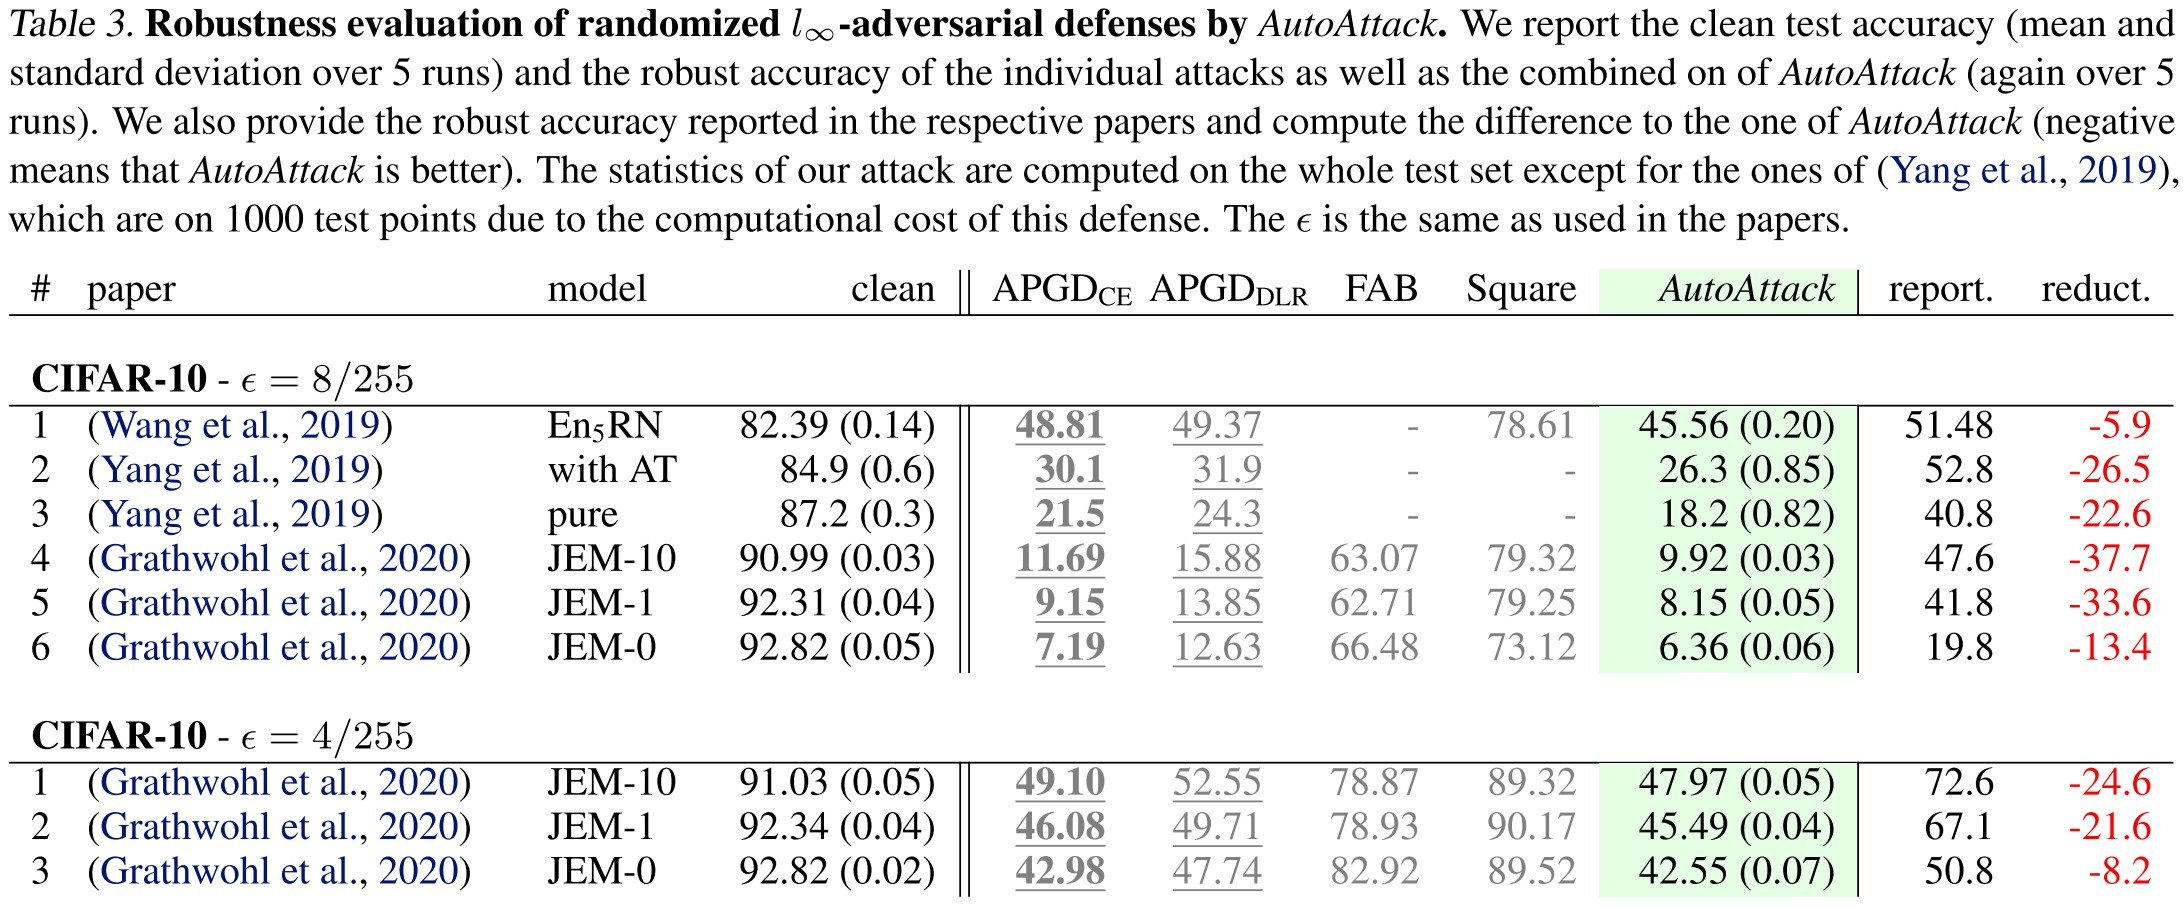 Table 3. Robustness evaluation of randomized l∞-adversarial defenses by AutoAttack. We report the clean test accuracy (mean and
standard deviation over 5 runs) and the robust accuracy of the individual attacks as well as the combined on of AutoAttack (again over 5
runs). We also provide the robust accuracy reported in the respective papers and compute the difference to the one of AutoAttack (negative
means that AutoAttack is better). The statistics of our attack are computed on the whole test set except for the ones of (Yang et al., 2019),
which are on 1000 test points due to the computational cost of this defense. The ϵ is the same as used in the papers.
# paper model clean APGD_CE APGD_DLR FAB Square AutoAttack report. reduct.
CIFAR-10 - ϵ = 8/255
1 (Wang et al., 2019) En₅RN 82.39 (0.14) 48.81 49.37 - 78.61 45.56 (0.20) 51.48 -5.9
2 (Yang et al., 2019) with AT 84.9 (0.6) 30.1 31.9 - - 26.3 (0.85) 52.8 -26.5
3 (Yang et al., 2019) pure 87.2 (0.3) 21.5 24.3 - - 18.2 (0.82) 40.8 -22.6
4 (Grathwohl et al., 2020) JEM-10 90.99 (0.03) 11.69 15.88 63.07 79.32 9.92 (0.03) 47.6 -37.7
5 (Grathwohl et al., 2020) JEM-1 92.31 (0.04) 9.15 13.85 62.71 79.25 8.15 (0.05) 41.8 -33.6
6 (Grathwohl et al., 2020) JEM-0 92.82 (0.05) 7.19 12.63 66.48 73.12 6.36 (0.06) 19.8 -13.4
CIFAR-10 - ϵ = 4/255
1 (Grathwohl et al., 2020) JEM-10 91.03 (0.05) 49.10 52.55 78.87 89.32 47.97 (0.05) 72.6 -24.6
2 (Grathwohl et al., 2020) JEM-1 92.34 (0.04) 46.08 49.71 78.93 90.17 45.49 (0.04) 67.1 -21.6
3 (Grathwohl et al., 2020) JEM-0 92.82 (0.02) 42.98 47.74 82.92 89.52 42.55 (0.07) 50.8 -8.2